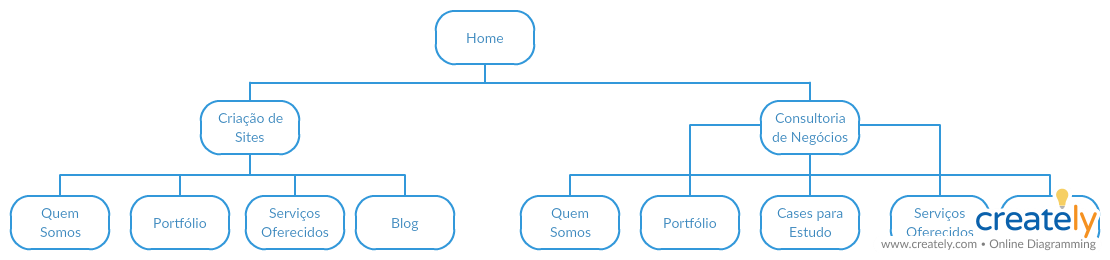 Home
Criação de
Sites
Consultoria
de Negócios
Quem
Somos
Portfólio
Serviços
Oferecidos
Blog
Quem
Somos
Portfólio
Cases para
Estudo
Serviços
Oferecidos
creately
www.creately.com • Online Diagramming